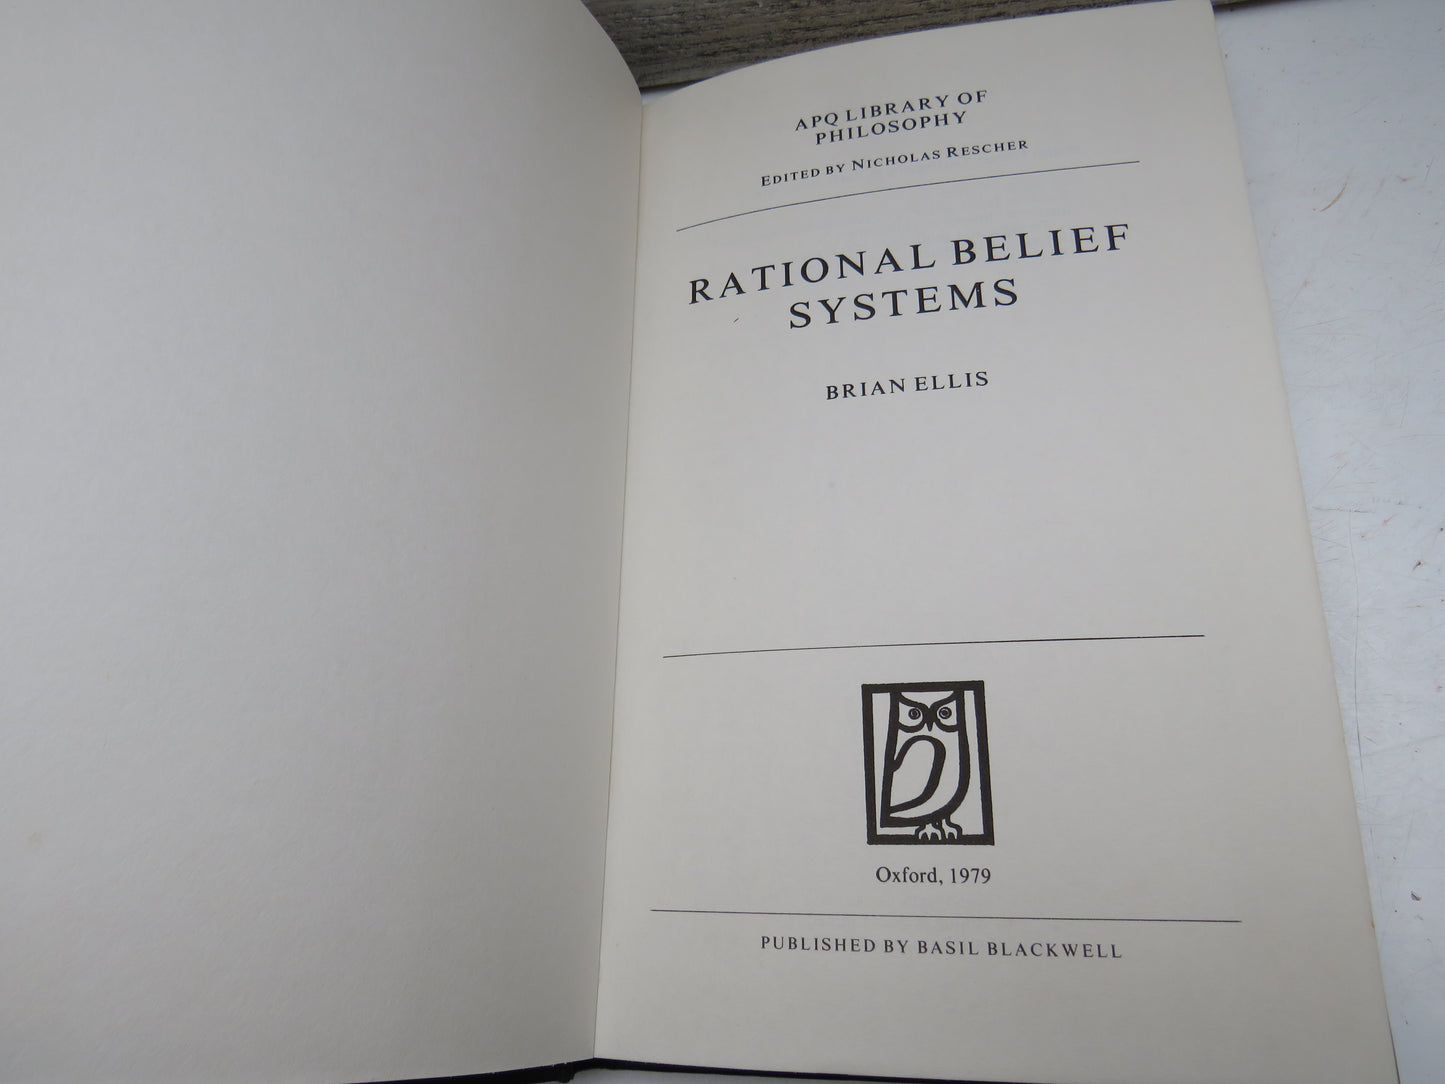 APQ LIBRARY OF
PHILOSOPHY
EDITED BY NICHOLAS RESCHER
RATIONAL BELIEF
SYSTEMS
BRIAN ELLIS
Oxford, 1979
PUBLISHED BY BASIL BLACKWELL